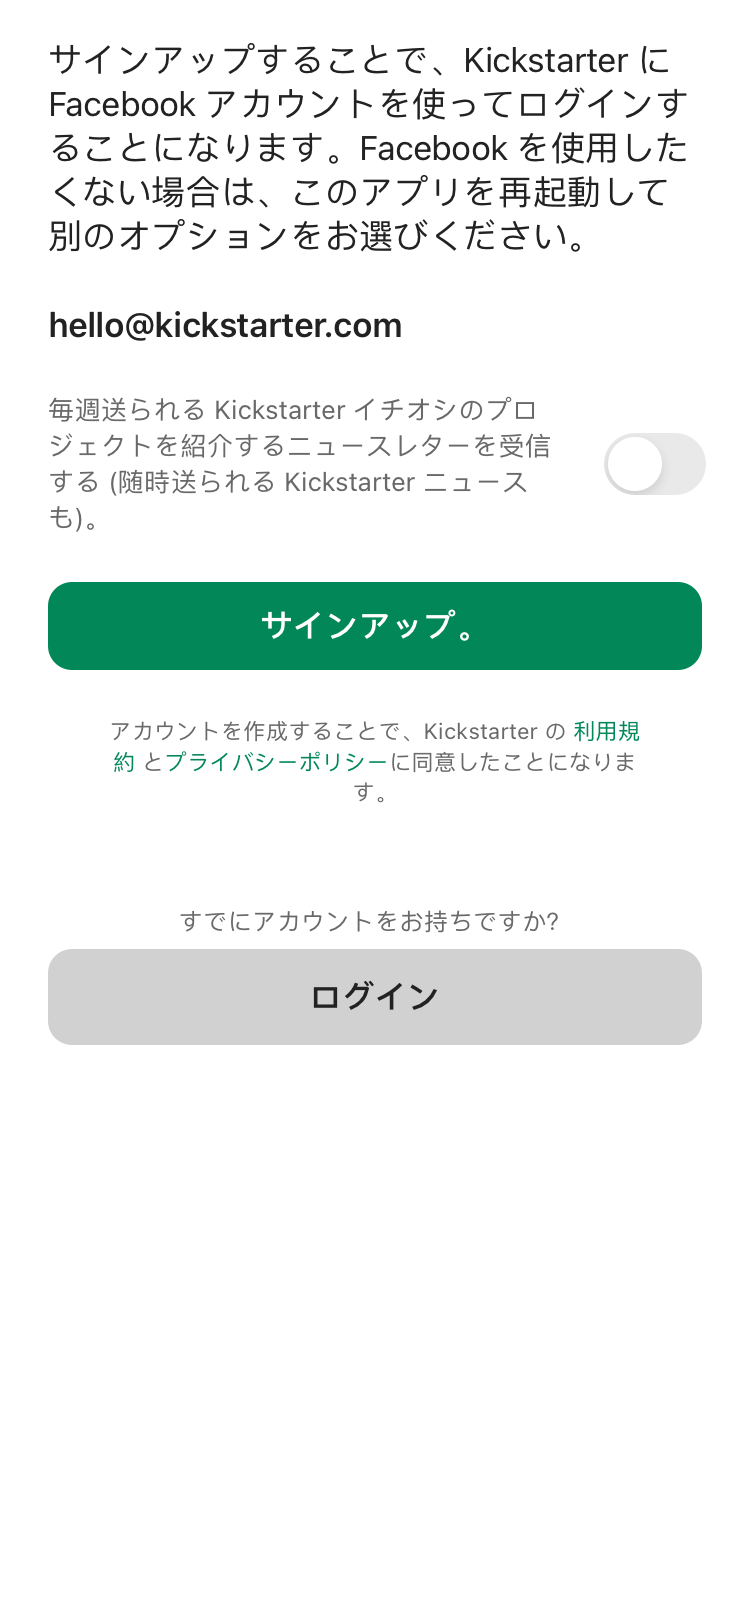 サインアップすることで、Kickstarter に
Facebook アカウントを使ってログインす
ることになります。Facebook を使用した
くない場合は、このアプリを再起動して
別のオプションをお選びください。
hello@kickstarter.com
毎週送られる Kickstarter イチオシのプロ
ジェクトを紹介するニュースレターを受信
する (随時送られる Kickstarter ニュース
も)。
サインアップ。
アカウントを作成することで、Kickstarter の 利用規
約 とプライバシーポリシーに同意したことになりま
す。
すでにアカウントをお持ちですか?
ログイン